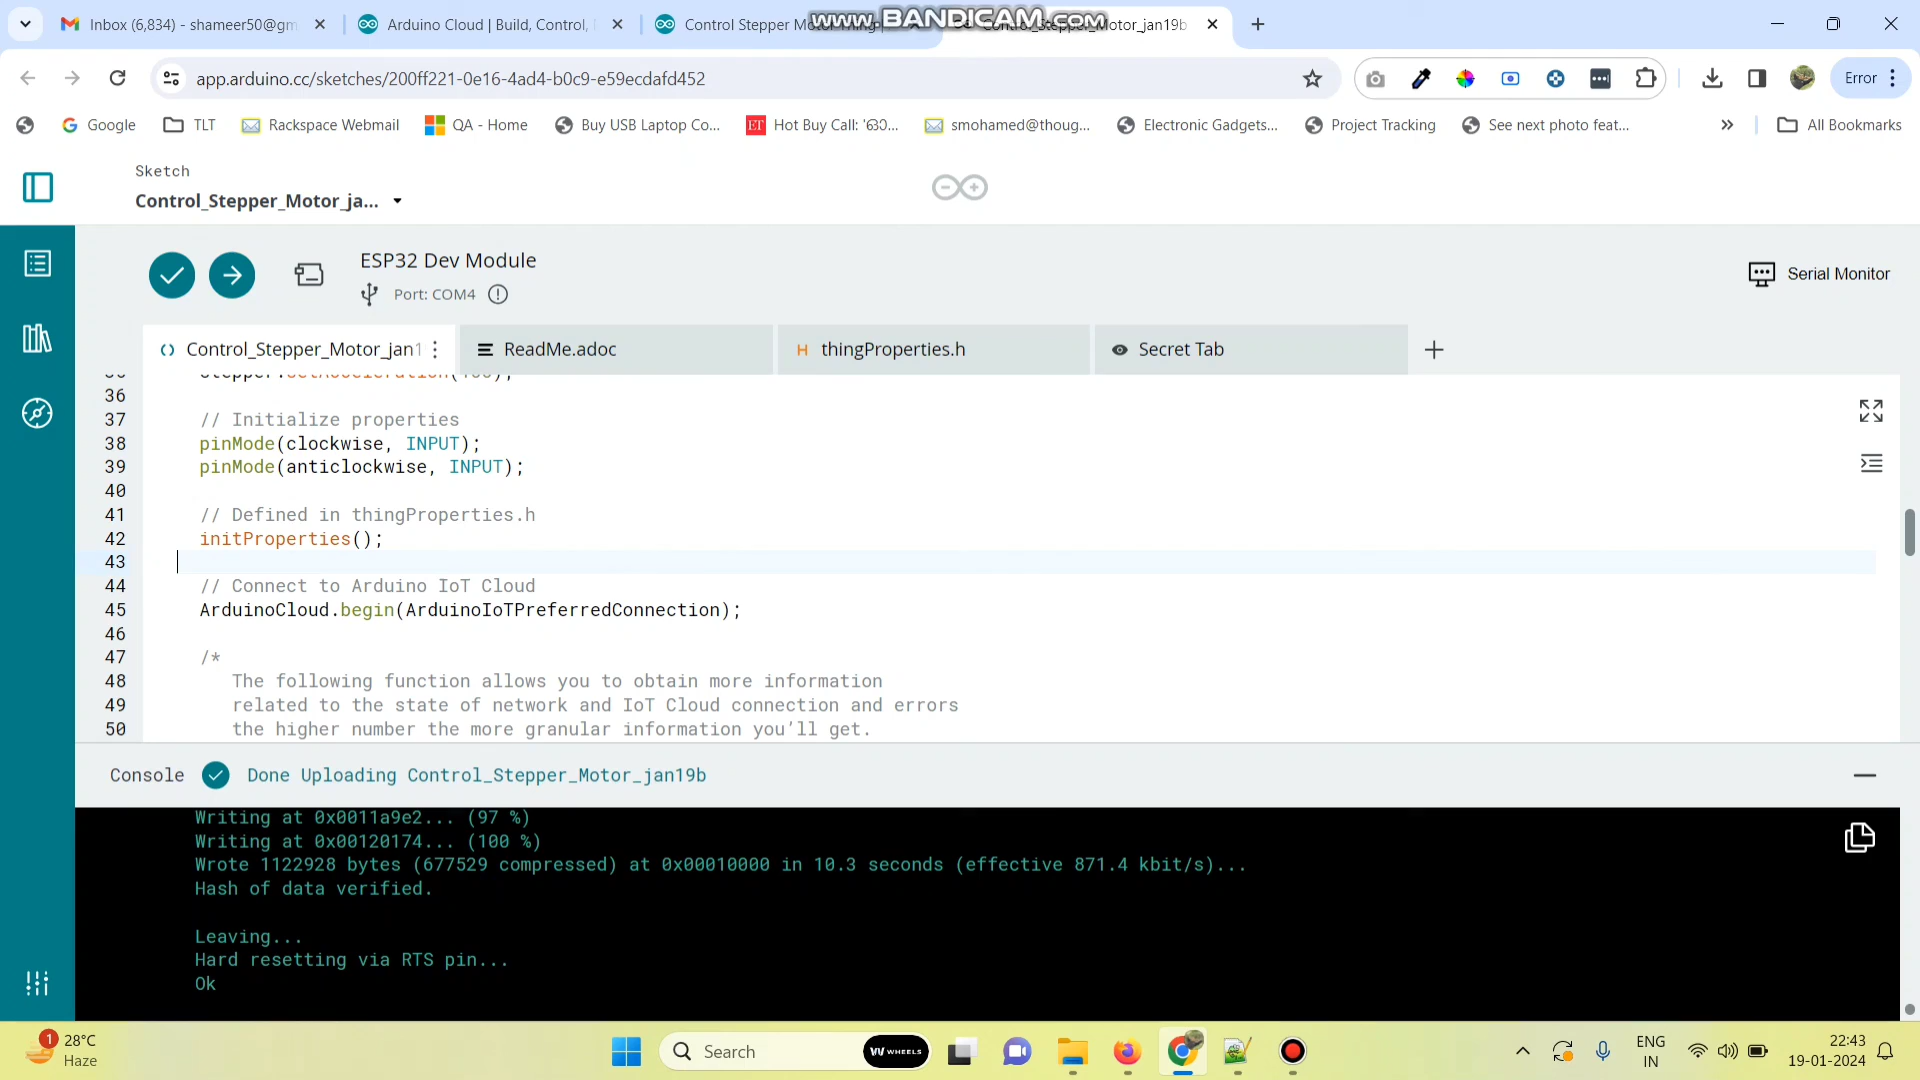 www.BANDICAM.com
Inbox (6,834) - shameer50@gm
Arduino Cloud | Build, Control,
Control Stepper Motor Thing |
Control_Stepper_Motor_jan19b
app.arduino.cc/sketches/200ff221-0e16-4ad4-b0c9-e59ecdafd452
Error
Google
TLT
Rackspace Webmail
QA - Home
Buy USB Laptop Co...
ET
smohamed@thoug...
Electronic Gadgets...
Project Tracking
See next photo feat...
All Bookmarks
Sketch
Control_Stepper_Motor_ja...
ESP32 Dev Module
Port: COM4
Serial Monitor
Control_Stepper_Motor_jan1
ReadMe.adoc
thingProperties.h
Secret Tab
36
37 // Initialize properties
38 pinMode(clockwise, INPUT);
39 pinMode(anticlockwise, INPUT);
40
41 // Defined in thingProperties.h
42 initProperties();
43
44 // Connect to Arduino IoT Cloud
45 ArduinoCloud.begin(ArduinoIoTPreferredConnection);
46
47 /*
48 The following function allows you to obtain more information
49 related to the state of network and IoT Cloud connection and errors
50 the higher number the more granular information you’ll get.
Console
Done Uploading Control_Stepper_Motor_jan19b
Writing at 0x0011a9e2... (97 %)
Writing at 0x00120174... (100 %)
Wrote 1122928 bytes (677529 compressed) at 0x00010000 in 10.3 seconds (effective 871.4 kbit/s)...
Hash of data verified.
Leaving...
Hard resetting via RTS pin...
Ok
1
28°C
Haze
Search
WHEELS
ENG
IN
22:43
19-01-2024